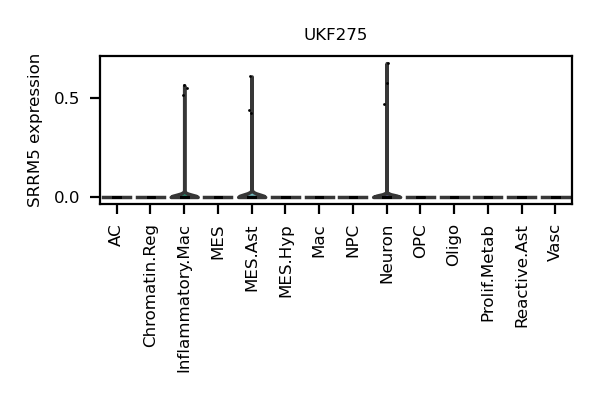 UKF275
SRRM5 expression
0.5
0.0
AC
Chromatin.Reg
Inflammatory.Mac
MES
MES.Ast
MES.Hyp
Mac
NPC
Neuron
OPC
Oligo
Prolif.Metab
Reactive.Ast
Vasc